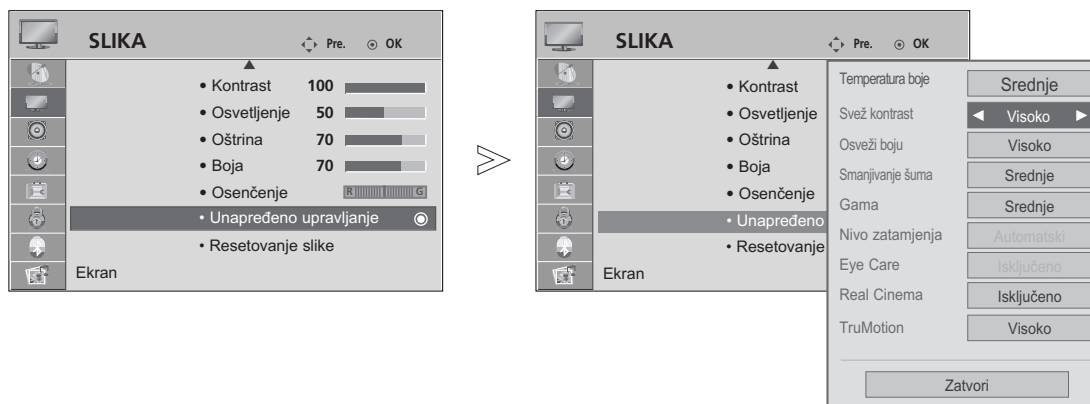 SLIKA
Pre. OK
• Kontrast 100
• Osvetljenje 50
• Oštrina 70
• Boja 70
• Osenčenje R G
• Unapređeno upravljanje
• Resetovanje slike
Ekran
SLIKA
Pre. OK
• Kontrast
• Osvetljenje
• Oštrina
• Boja
• Osenčenje
• Unapređeno
• Resetovanje
Ekran
Temperatura boje Srednje
Svež kontrast ◄ Visoko ►
Osveži boju Visoko
Smanjivanje šuma Srednje
Gama Srednje
Nivo zatamjenja Automatski
Eye Care Isključeno
Real Cinema Isključeno
TruMotion Visoko
Zatvori